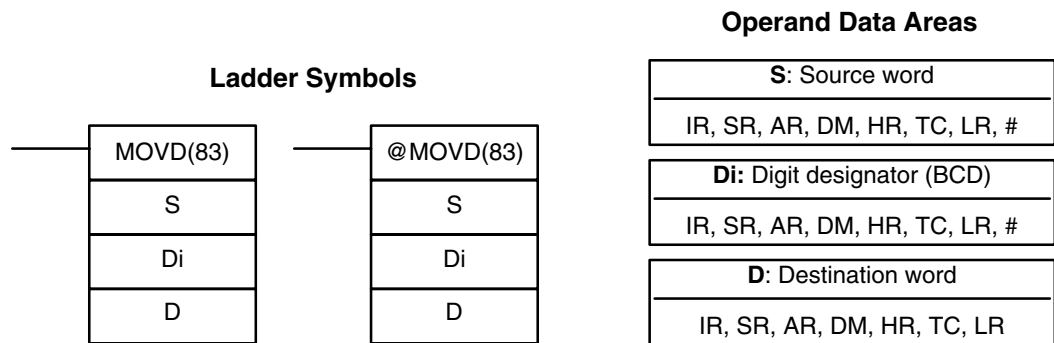 Ladder Symbols
MOVD(83)
S
Di
D
@MOVD(83)
S
Di
D
Operand Data Areas
S: Source word
IR, SR, AR, DM, HR, TC, LR, #
Di: Digit designator (BCD)
IR, SR, AR, DM, HR, TC, LR, #
D: Destination word
IR, SR, AR, DM, HR, TC, LR